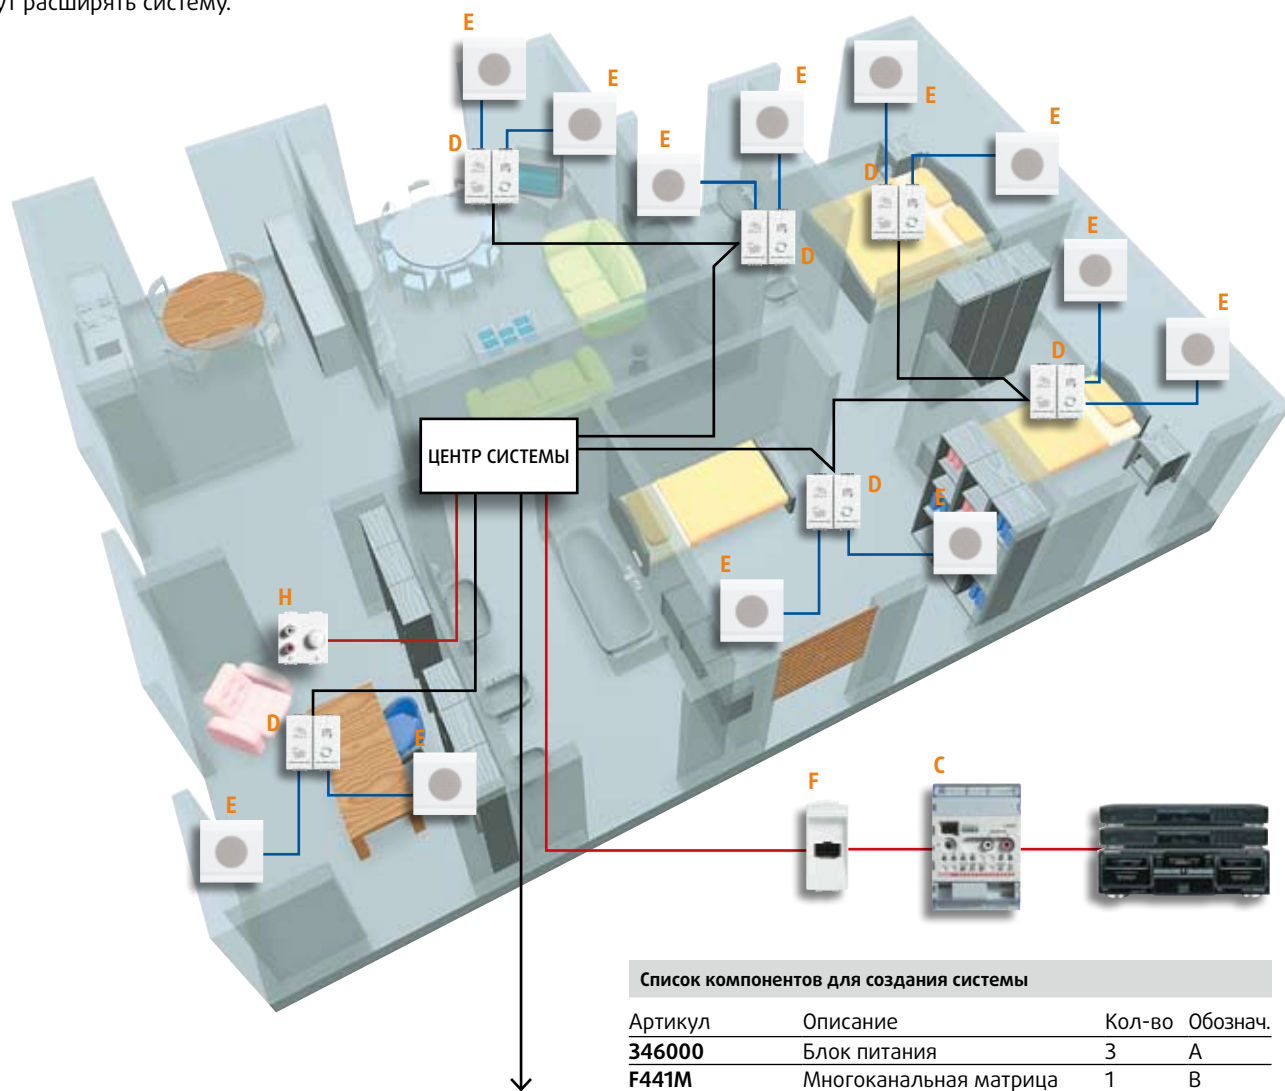 ут расширять систему.
E
E
E
E
E
E
D
D
D
E
E
D
ЦЕНТР СИСТЕМЫ
D
E
E
H
D
E
E
F
C
Список компонентов для создания системы
Артикул Описание Кол-во Обознач.
346000 Блок питания 3 A
F441M Многоканальная матрица 1 B